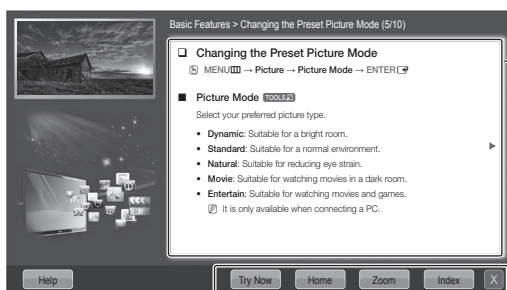 Basic Features > Changing the Preset Picture Mode (5/10)
Changing the Preset Picture Mode
MENU → Picture → Picture Mode → ENTER
Picture Mode TOOLS
Select your preferred picture type.
• Dynamic: Suitable for a bright room.
• Standard: Suitable for a normal environment.
• Natural: Suitable for reducing eye strain.
• Movie: Suitable for watching movies in a dark room.
• Entertain: Suitable for watching movies and games.
It is only available when connecting a PC.
Help Try Now Home Zoom Index X